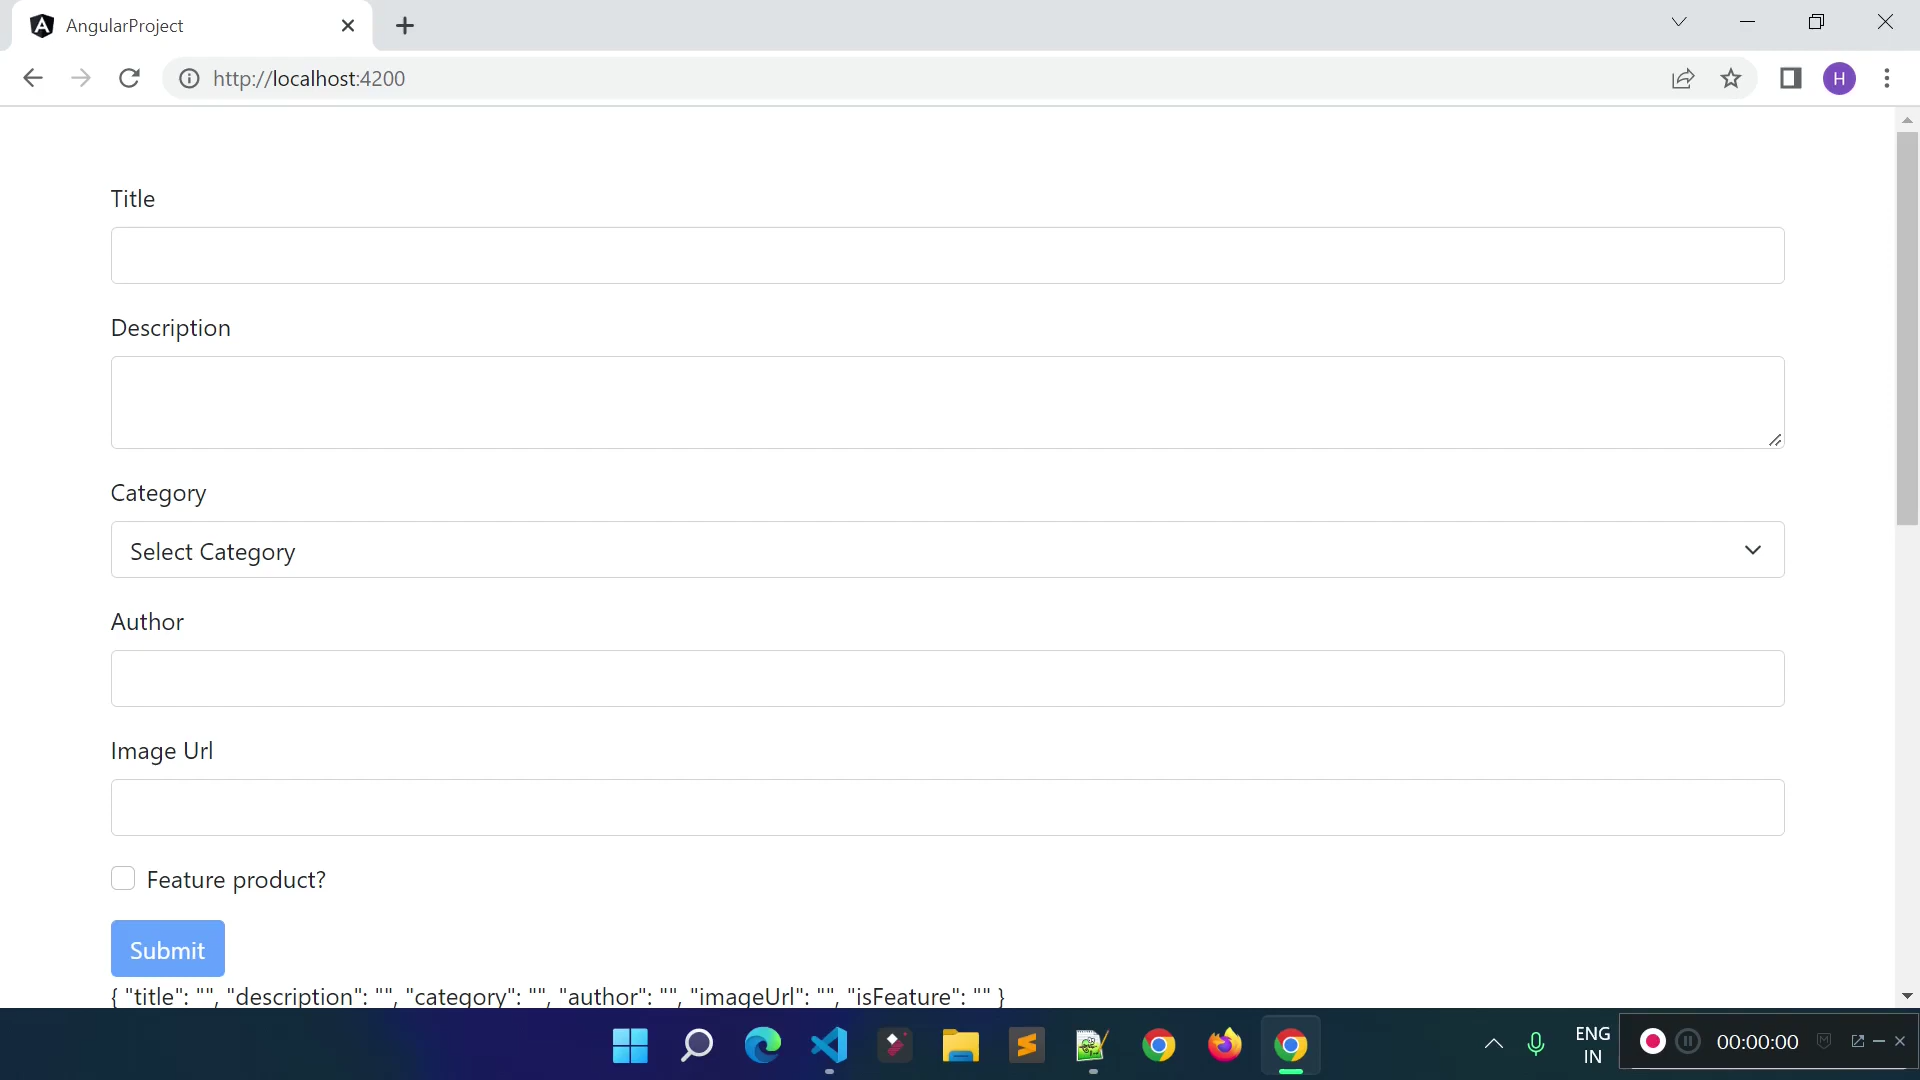 AngularProject
http://localhost:4200
H
Title
Description
Category
Select Category
Author
Image Url
Feature product?
Submit
{ "title": "", "description": "", "category": "", "author": "", "imageUrl": "", "isFeature": "" }
ENG
IN
00:00:00